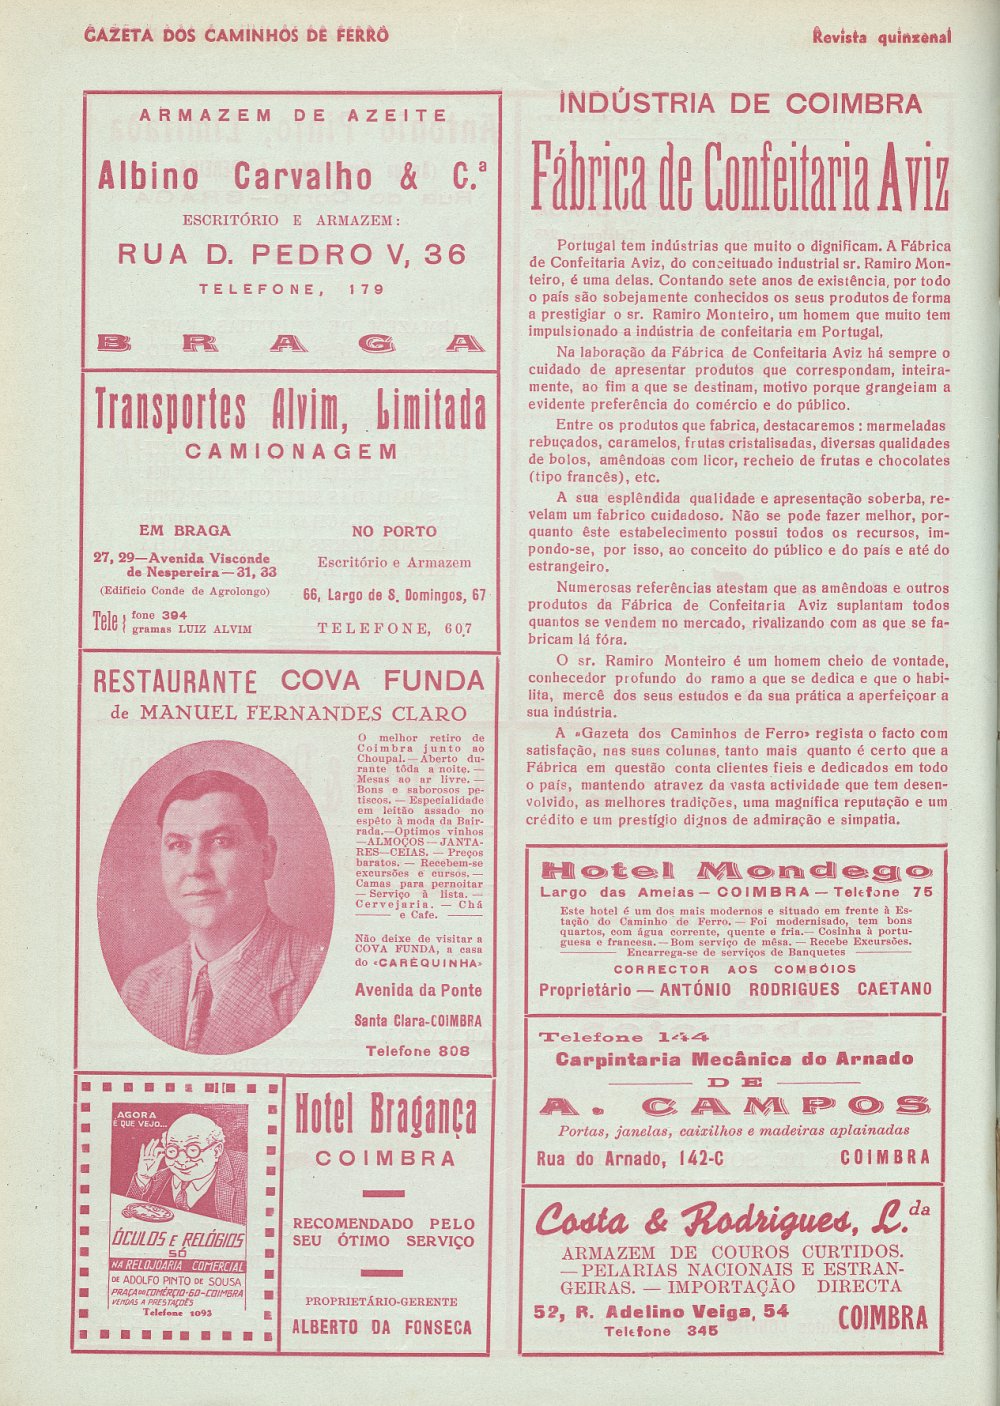 GAZETA DOS CAMINHOS DE FERRO
Revista quinzenal
ARMAZEM DE AZEITE
Albino Carvalho & C.ª
ESCRITÓRIO E ARMAZEM:
RUA D. PEDRO V, 36
TELEFONE, 179
BRAGA
Transportes Alvim, Limitada
CAMIONAGEM
EM BRAGA
27, 29—Avenida Visconde
de Nespereira—31, 33
(Edificio Conde de Agrolongo)
Tele { fone 394
gramas LUIZ ALVIM
NO PORTO
Escritório e Armazem
66, Largo de S. Domingos, 67
TELEFONE, 607
RESTAURANTE COVA FUNDA
de MANUEL FERNANDES CLARO
O melhor retiro de
Coimbra junto ao
Choupal.—Aberto du-
rante tôda a noite.—
Mesas ao ar livre.—
Bons e saborosos pe-
tiscos.—Especialidade
em leitão assado no
espêto à moda da Bair-
rada.—Optimos vinhos
—ALMOÇOS—JANTA-
RES—CEIAS.—Preços
baratos.—Recebem-se
excursões e cursos.—
Camas para pernoitar
—Serviço à lista.—
Cervejaria.—Chá
e Cafe.
Não deixe de visitar a
COVA FUNDA, a casa
do «CARÉQUINHA»
Avenida da Ponte
Santa Clara-COIMBRA
Telefone 808
AGORA
É QUE VEJO...
ÓCULOS E RELÓGIOS
SÓ
NA RELOJOARIA COMERCIAL
DE ADOLFO PINTO DE SOUSA
PRAÇA DO COMÉRCIO-60-COIMBRA
VENDAS A PRESTAÇÕES
Telefone 1093
Hotel Bragança
COIMBRA
RECOMENDADO PELO
SEU ÓTIMO SERVIÇO
PROPRIETÁRIO-GERENTE
ALBERTO DA FONSECA
INDÚSTRIA DE COIMBRA
Fábrica de Confeitaria Aviz
Portugal tem indústrias que muito o dignificam. A Fábrica
de Confeitaria Aviz, do conceituado industrial sr. Ramiro Mon-
teiro, é uma delas. Contando sete anos de existência, por todo
o país são sobejamente conhecidos os seus produtos de forma
a prestigiar o sr. Ramiro Monteiro, um homem que muito tem
impulsionado a indústria de confeitaria em Portugal,
Na laboração da Fábrica de Confeitaria Aviz há sempre o
cuidado de apresentar produtos que correspondam, inteira-
mente, ao fim a que se destinam, motivo porque grangeiam a
evidente preferência do comércio e do público.
Entre os produtos que fabrica, destacaremos : marmeladas
rebuçados, caramelos, frutas cristalisadas, diversas qualidades
de bolos, amêndoas com licor, recheio de frutas e chocolates
(tipo francês), etc.
A sua esplêndida qualidade e apresentação soberba, re-
velam um fabrico cuidadoso. Não se pode fazer melhor, por-
quanto êste estabelecimento possui todos os recursos, im-
pondo-se, por isso, ao conceito do público e do país e até do
estrangeiro.
Numerosas referências atestam que as amêndoas e outros
produtos da Fábrica de Confeitaria Aviz suplantam todos
quantos se vendem no mercado, rivalizando com as que se fa-
bricam lá fóra.
O sr. Ramiro Monteiro é um homem cheio de vontade,
conhecedor profundo do ramo a que se dedica e que o habi-
lita, mercê dos seus estudos e da sua prática a aperfeiçoar a
sua indústria.
A «Gazeta dos Caminhos de Ferro» regista o facto com
satisfação, nas suas colunas, tanto mais quanto é certo que a
Fábrica em questão conta clientes fieis e dedicados em todo
o país, mantendo atravez da vasta actividade que tem desen-
volvido, as melhores tradições, uma magnífica reputação e um
crédito e um prestígio dignos de admiração e simpatia.
Hotel Mondego
Largo das Ameias — COIMBRA — Telefone 75
Este hotel é um dos mais modernos e situado em frente à Es-
tação do Caminho de Ferro.—Foi modernisado, tem bons
quartos, com água corrente, quente e fria.—Cosinha à portu-
guesa e francesa.—Bom serviço de mêsa.—Recebe Excursões.
Encarrega-se de serviços de Banquetes
CORRECTOR AOS COMBÓIOS
Proprietário — ANTÓNIO RODRIGUES CAETANO
Telefone 144
Carpintaria Mecânica do Arnado
DE
A. CAMPOS
Portas, janelas, caixilhos e madeiras aplainadas
Rua do Arnado, 142-C COIMBRA
Costa & Rodrigues, L.da
ARMAZEM DE COUROS CURTIDOS.
—PELARIAS NACIONAIS E ESTRAN-
GEIRAS.—IMPORTAÇÃO DIRECTA
52, R. Adelino Veiga, 54
Telefone 345
COIMBRA